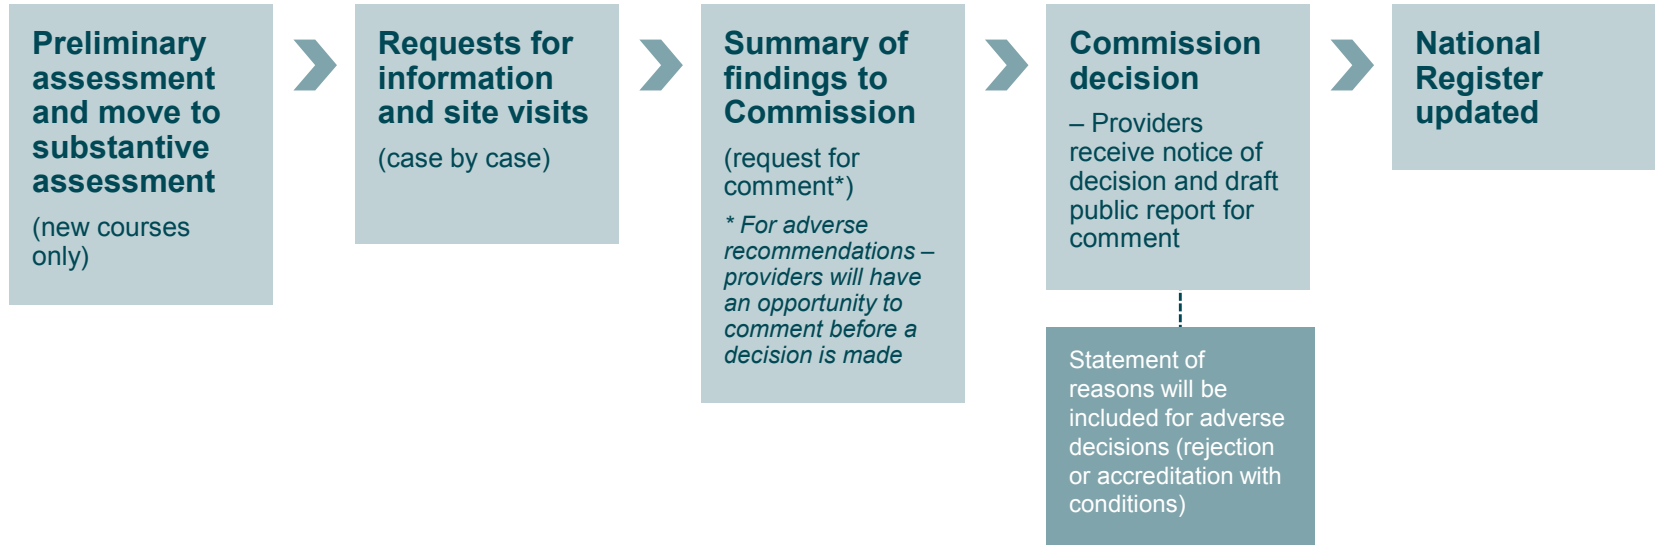 Preliminary
assessment
and move to
substantive
assessment
(new courses
only)
Requests for
information
and site visits
(case by case)
Summary of
findings to
Commission
(request for
comment*)
* For adverse
recommendations –
providers will have
an opportunity to
comment before a
decision is made
Commission
decision
– Providers
receive notice of
decision and draft
public report for
comment
Statement of
reasons will be
included for adverse
decisions (rejection
or accreditation with
conditions)
National
Register
updated